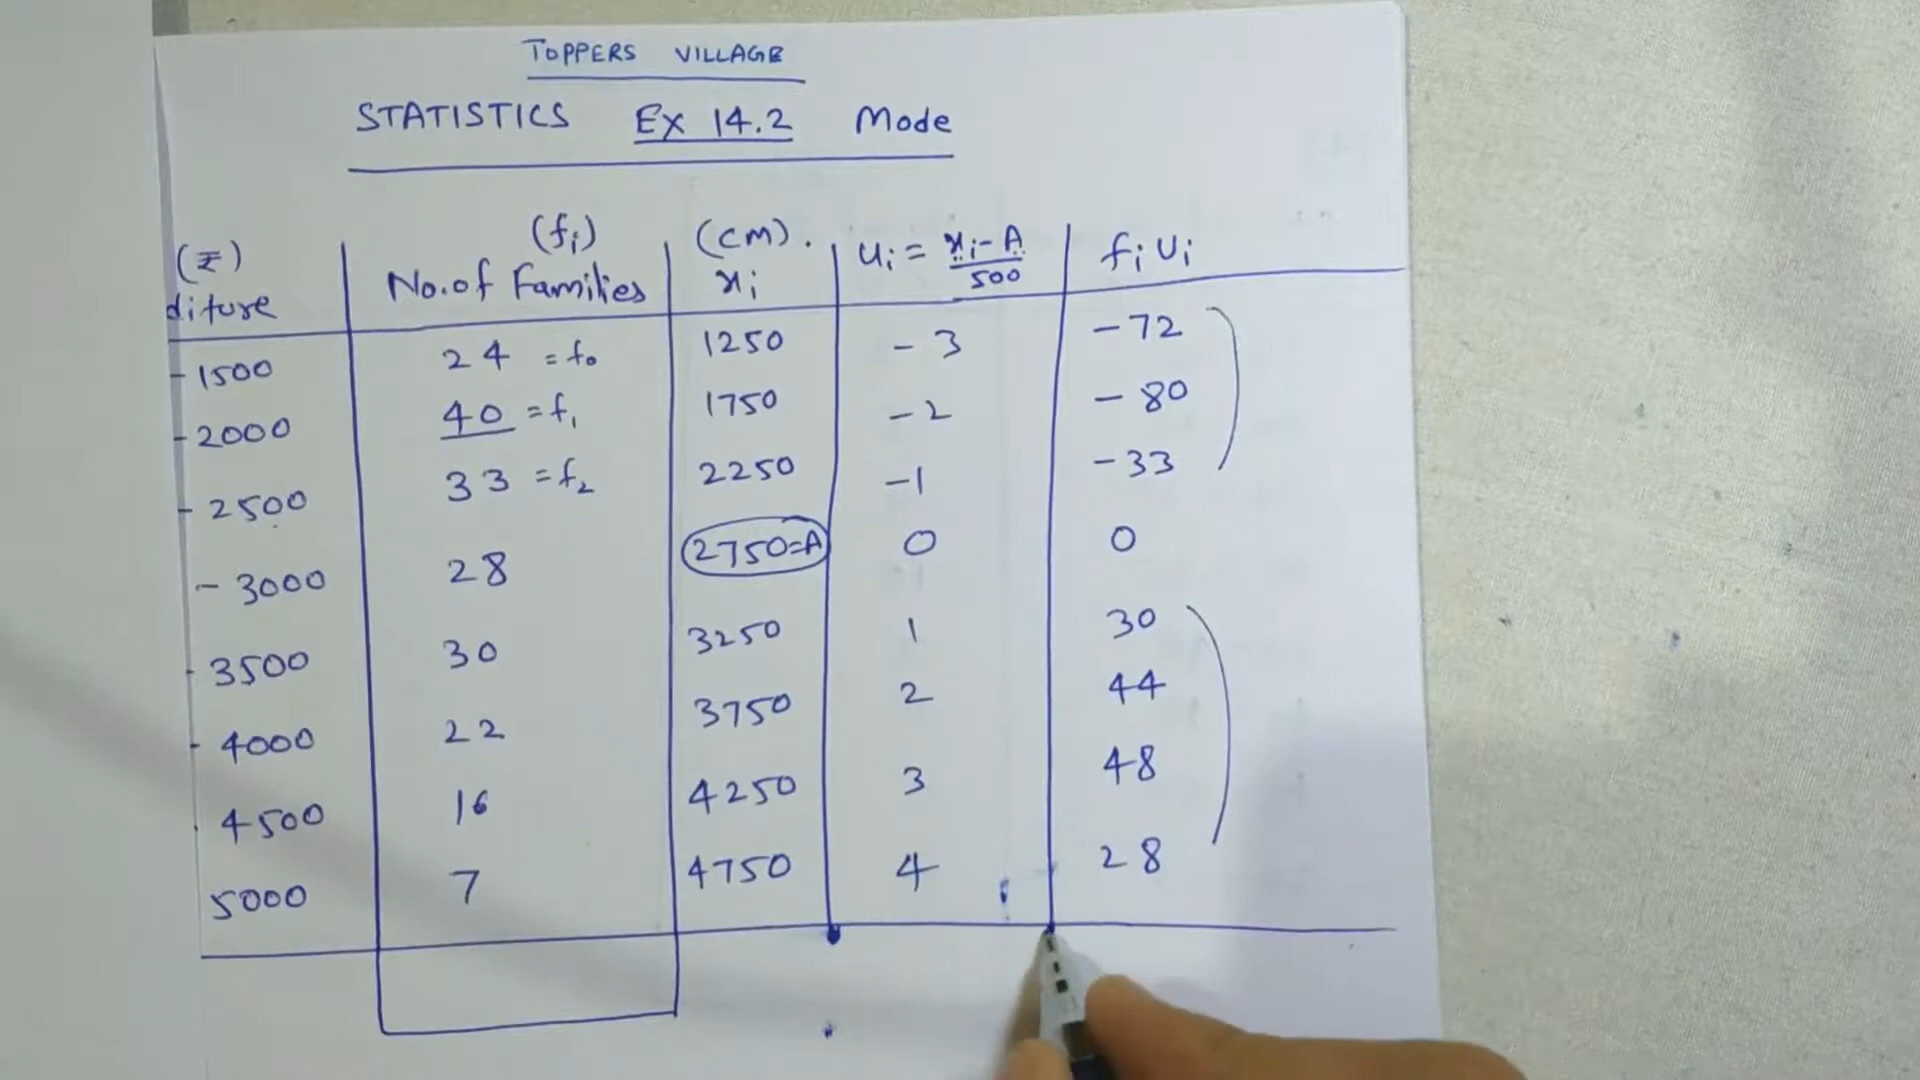 TOPPERS VILLAGE
STATISTICS Ex 14.2 Mode
(₹) (fi) (cm).
diture No. of Families xi ui = xi - A / 500 fiui
-1500 24 = f₀ 1250 -3 -72
-2000 40 = f₁ 1750 -2 -80
-2500 33 = f₂ 2250 -1 -33
-3000 28 2750=A 0 0
-3500 30 3250 1 30
-4000 22 3750 2 44
-4500 16 4250 3 48
5000 7 4750 4 28